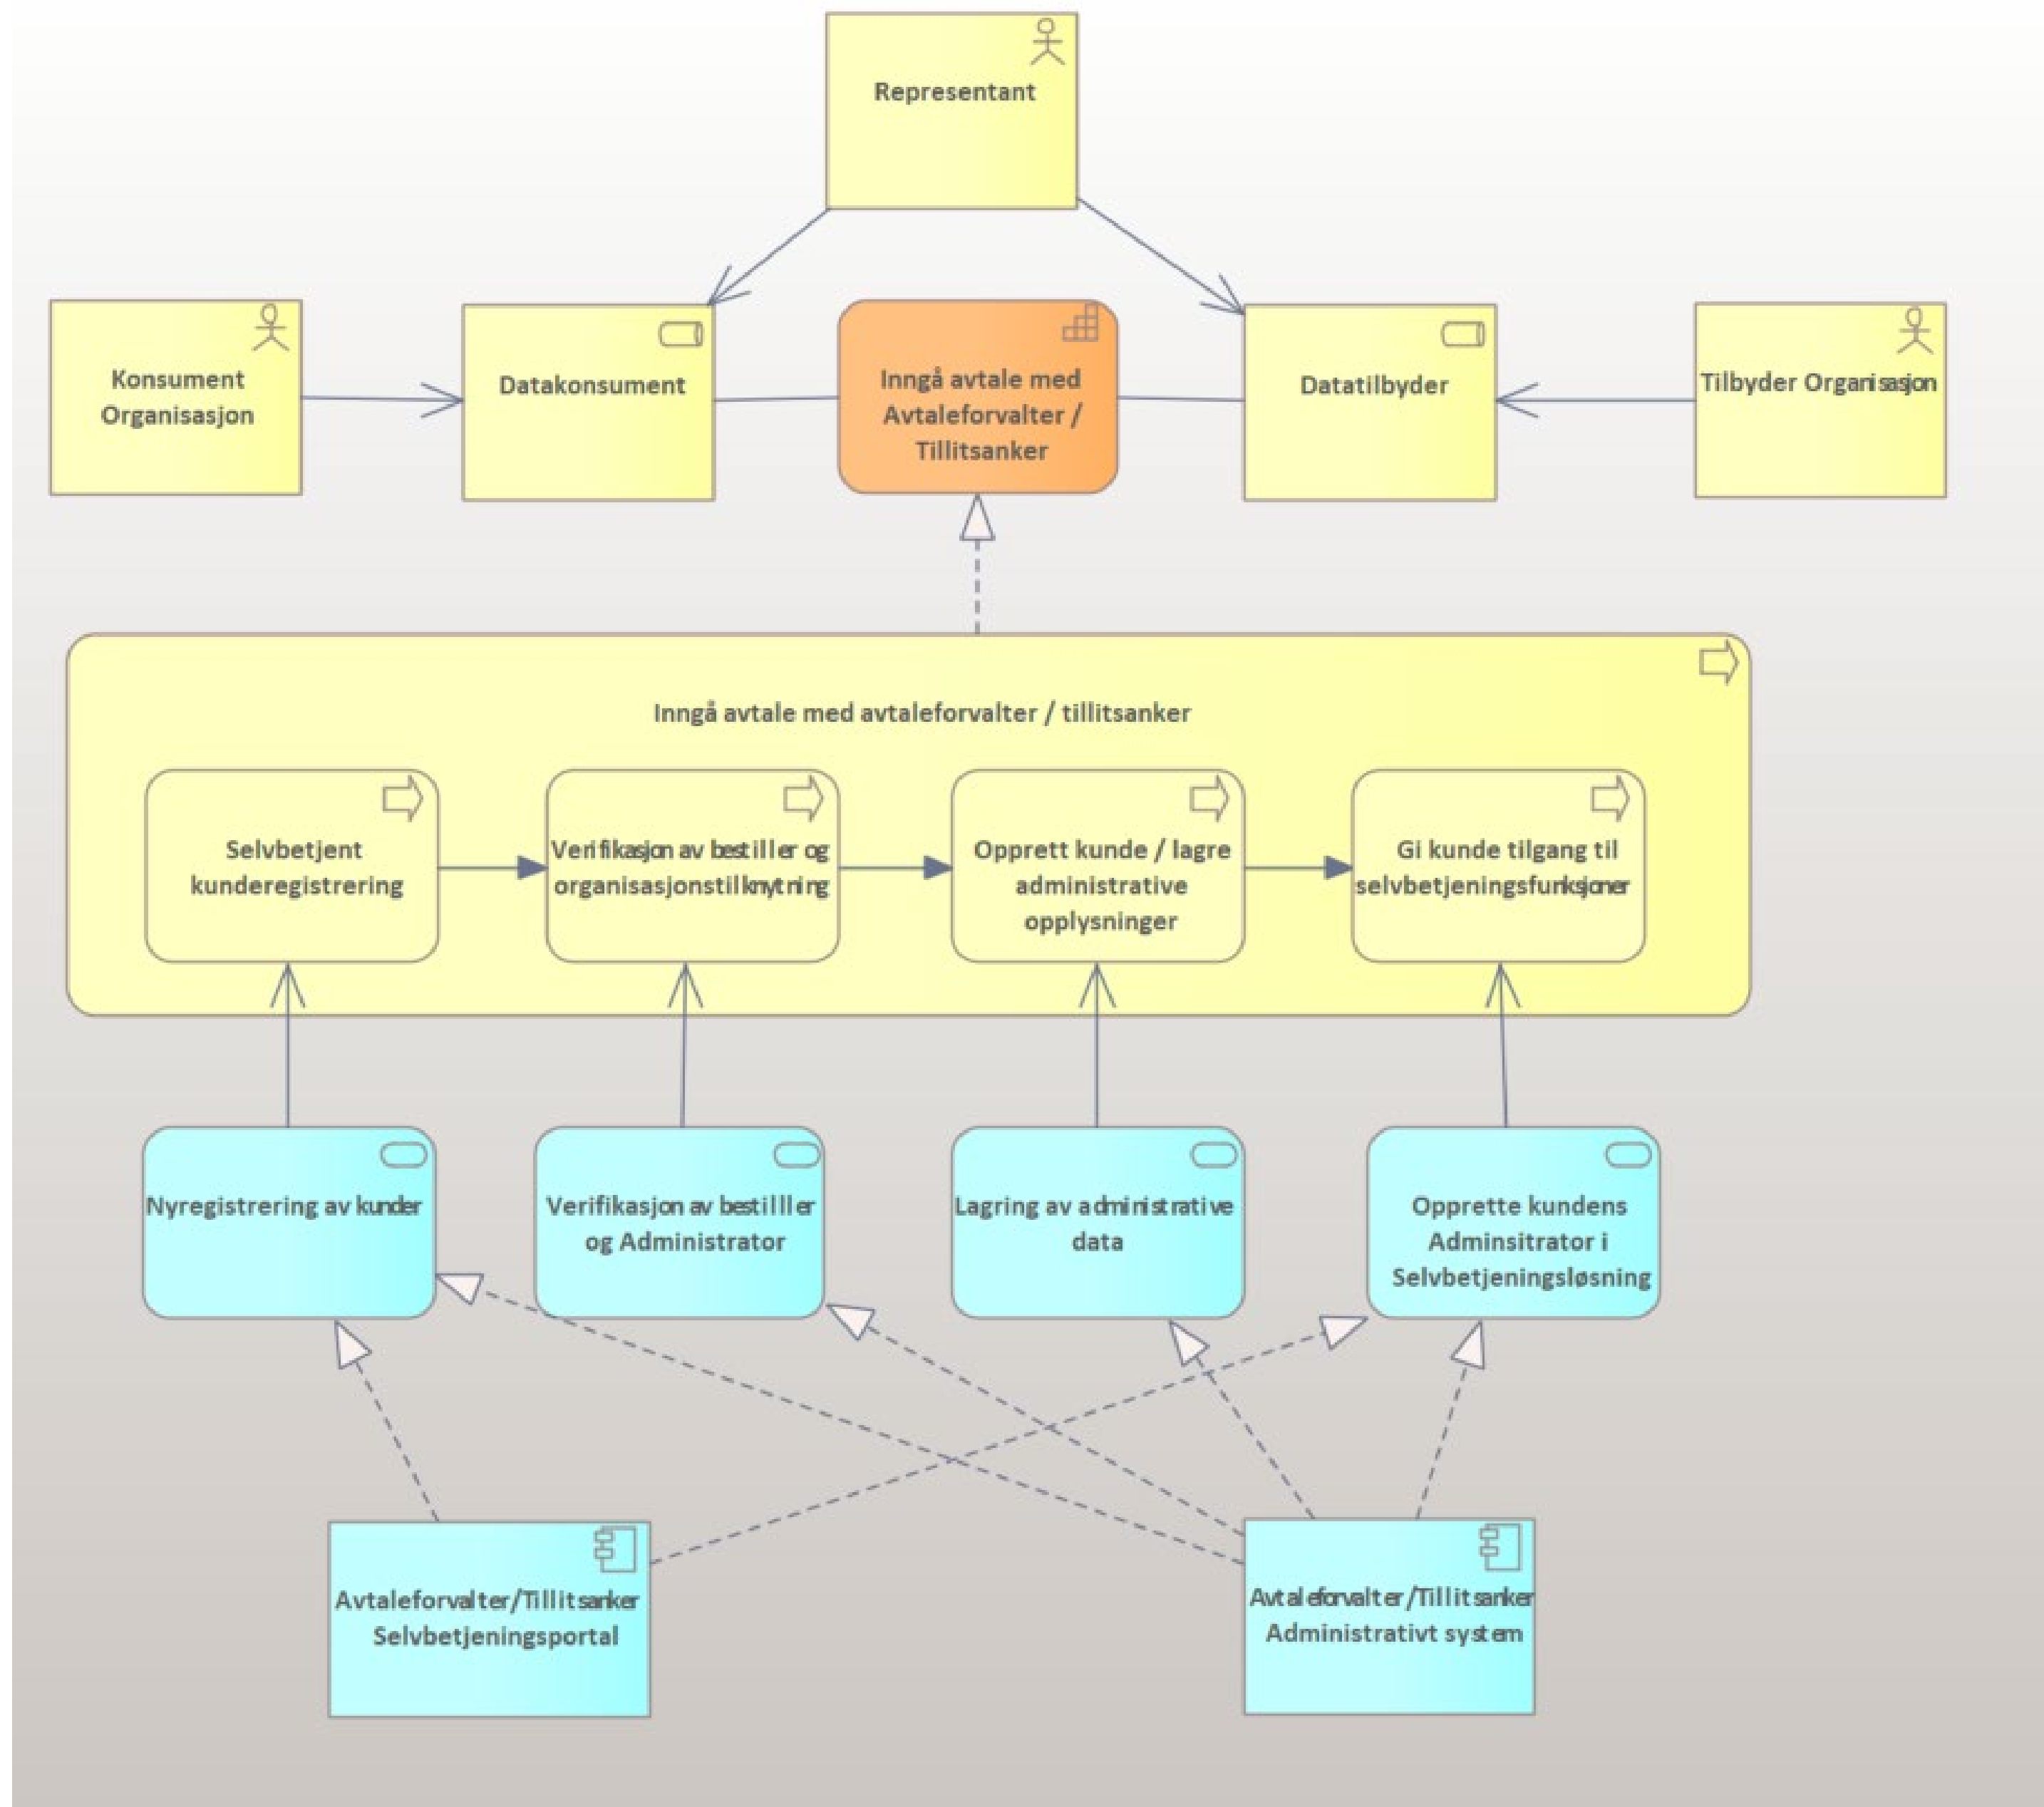 Representant
Konsument
Organisasjon
Datakonsument
Inngå avtale med
Avtaleforvalter /
Tillitsanker
Datatilbyder
Tilbyder Organisasjon
Inngå avtale med avtaleforvalter / tillitsanker
Selvbetjent
kunderegistrering
Verifikasjon av bestiller og
organisasjonstilknytning
Opprett kunde / lagre
administrative
opplysninger
Gi kunde tilgang til
selvbetjeningsfunksjoner
Nyregistrering av kunder
Verifikasjon av bestilller
og Administrator
Lagring av administrative
data
Opprette kundens
Adminsitrator i
Selvbetjeningsløsning
Avtaleforvalter/Tillitsanker
Selvbetjeningsportal
Avtaleforvalter/Tillitsanker
Administrativt system